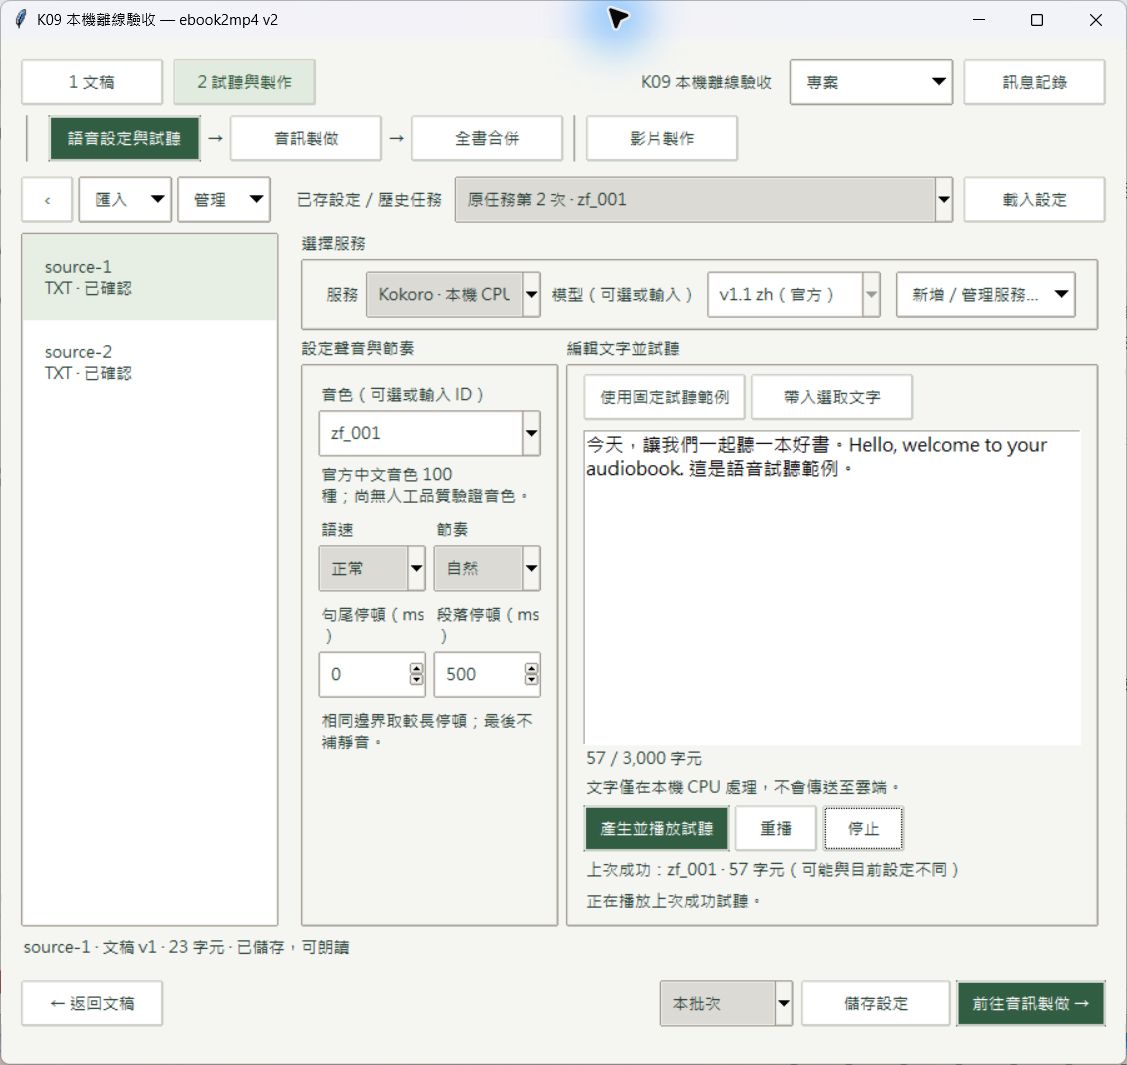 K09 本機離線驗收 — ebook2mp4 v2
1 文稿
2 試聽與製作
K09 本機離線驗收
專案
訊息記錄
語音設定與試聽
→
音訊製做
→
全書合併
影片製作
‹
匯入
管理
已存設定 / 歷史任務
原任務第 2 次 · zf_001
載入設定
source-1
TXT · 已確認
source-2
TXT · 已確認
選擇服務
服務
Kokoro · 本機 CPU
模型（可選或輸入）
v1.1 zh（官方）
新增 / 管理服務...
設定聲音與節奏
音色（可選或輸入 ID）
zf_001
官方中文音色 100
種；尚無人工品質驗證音色。
語速
節奏
正常
自然
句尾停頓（ms
）
段落停頓（ms
）
0
500
相同邊界取較長停頓；最後不
補靜音。
編輯文字並試聽
使用固定試聽範例
帶入選取文字
今天，讓我們一起聽一本好書。Hello, welcome to your
audiobook. 這是語音試聽範例。
57 / 3,000 字元
文字僅在本機 CPU 處理，不會傳送至雲端。
產生並播放試聽
重播
停止
上次成功：zf_001 · 57 字元（可能與目前設定不同）
正在播放上次成功試聽。
source-1 · 文稿 v1 · 23 字元 · 已儲存，可朗讀
← 返回文稿
本批次
儲存設定
前往音訊製做 →